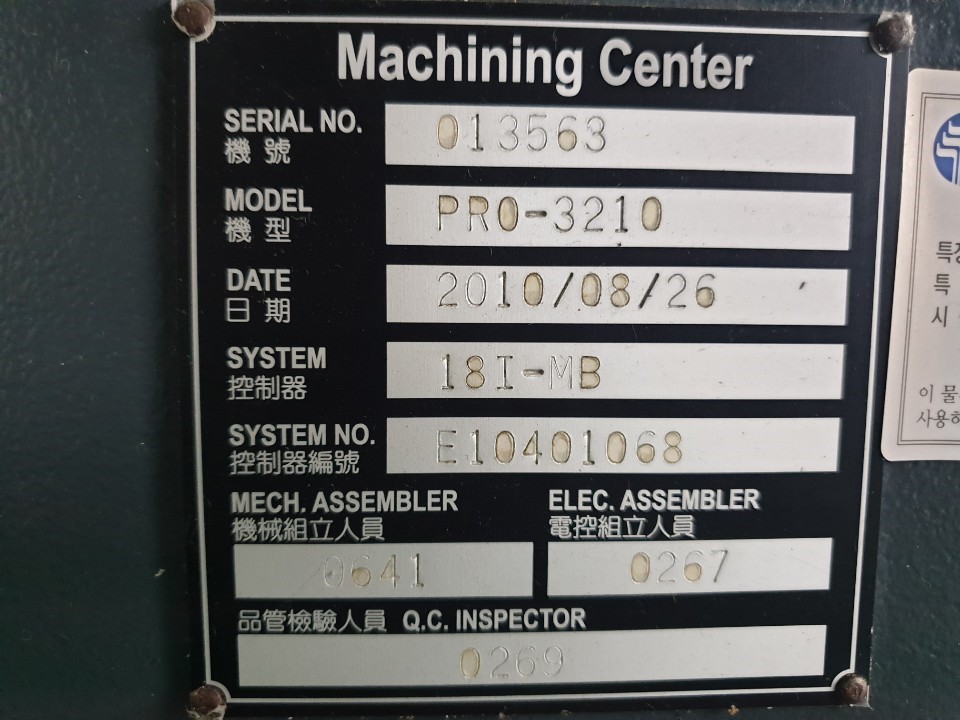 Machining Center
SERIAL NO. 013563
機 號
MODEL PRO-3210
機 型
DATE 2010/08/26
日 期
SYSTEM 18I-MB
控制器
SYSTEM NO. E10401068
控制器編號
MECH. ASSEMBLER
機械組立人員
0641
ELEC. ASSEMBLER
電控組立人員
0267
品管檢驗人員 Q.C. INSPECTOR
0269
특
시
이 물